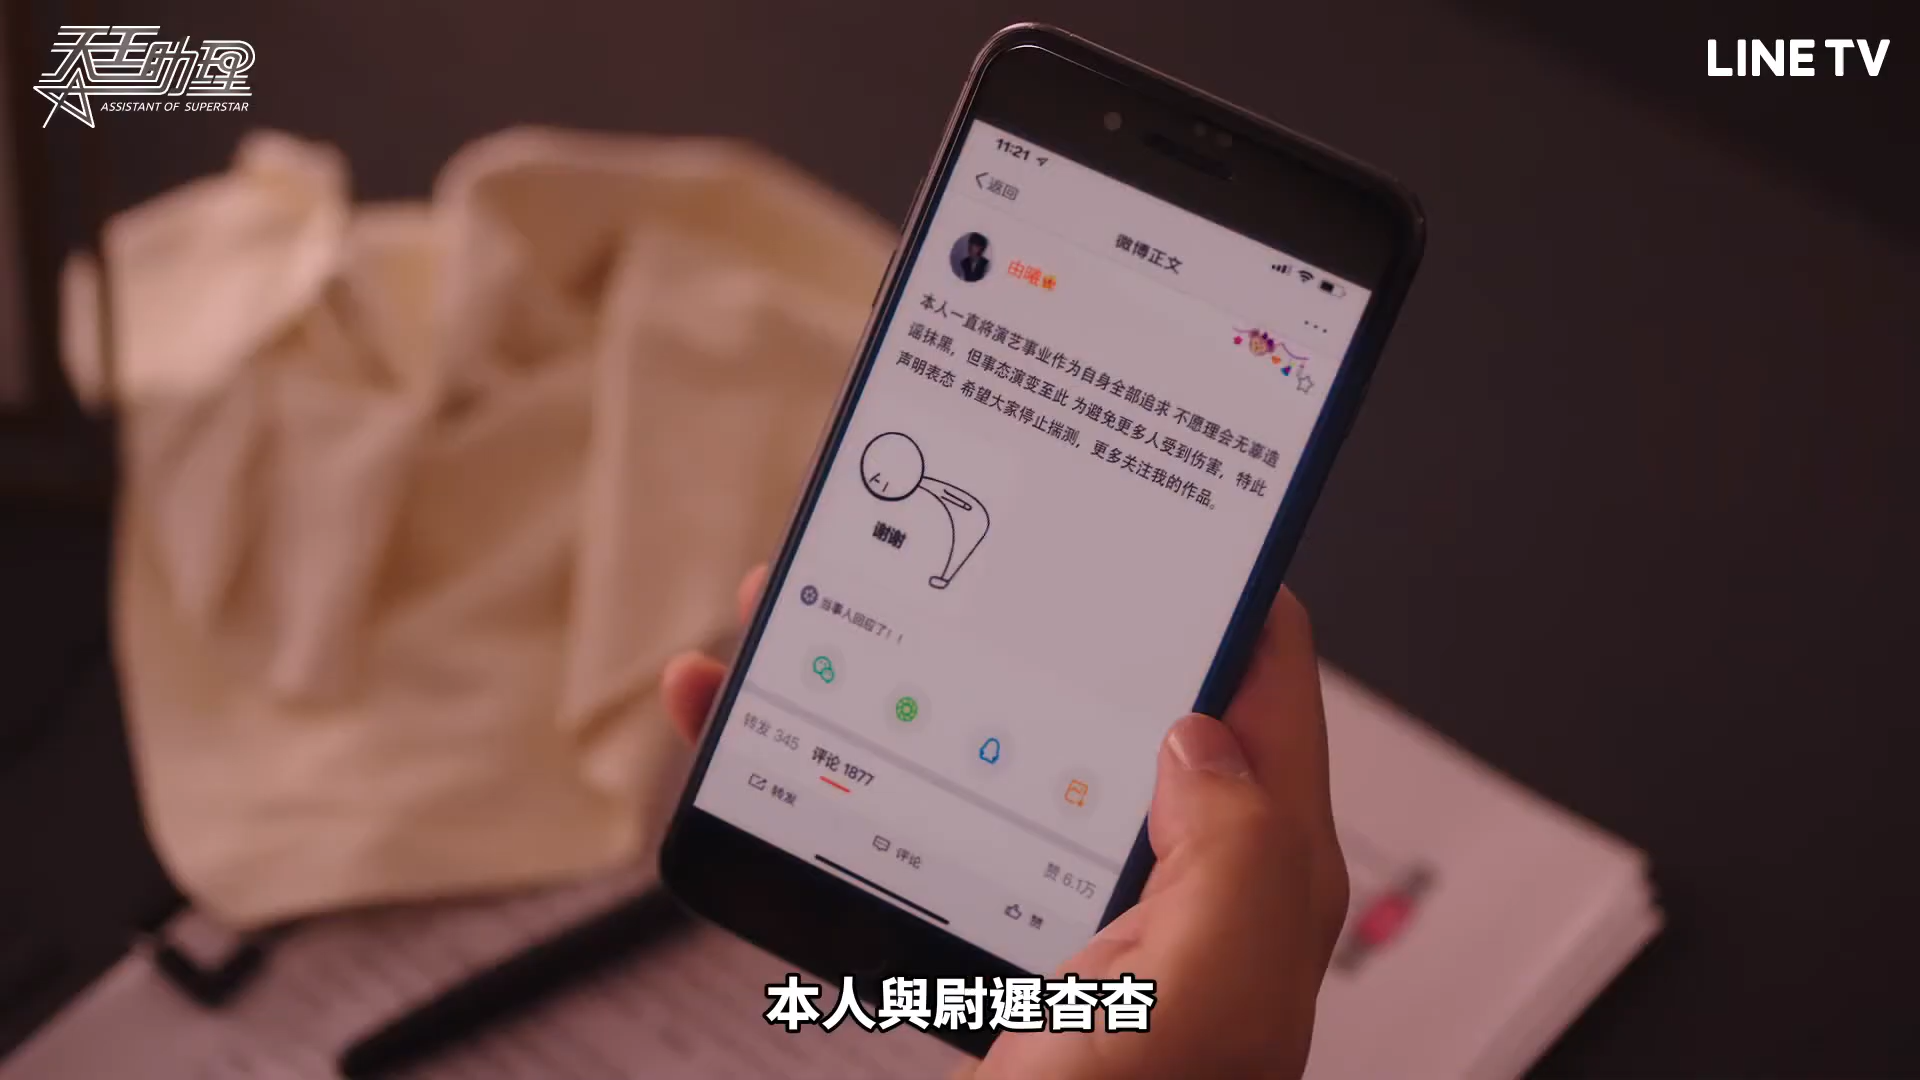 天王助理
ASSISTANT OF SUPERSTAR
LINE TV
11:21
返回
微博正文
由曦
本人一直将演艺事业作为自身全部追求 不愿理会无辜造
谣抹黑，但事态演变至此 为避免更多人受到伤害，特此
声明表态 希望大家停止揣测，更多关注我的作品。
谢谢
当事人回应了！！
转发 345 评论 1877
赞 6.1万
转发
评论
赞
本人與尉遲杳杳